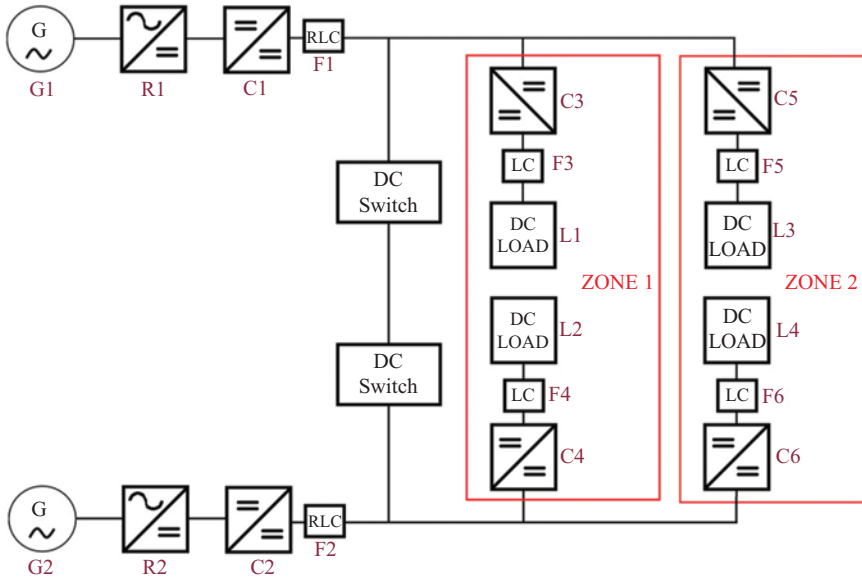 G
G1
R1
C1
RLC
F1
C3
C5
LC
F3
LC
F5
DC
Switch
DC
LOAD
L1
DC
LOAD
L3
ZONE 1
ZONE 2
DC
LOAD
L2
DC
LOAD
L4
DC
Switch
LC
F4
LC
F6
C4
C6
G
G2
R2
C2
RLC
F2